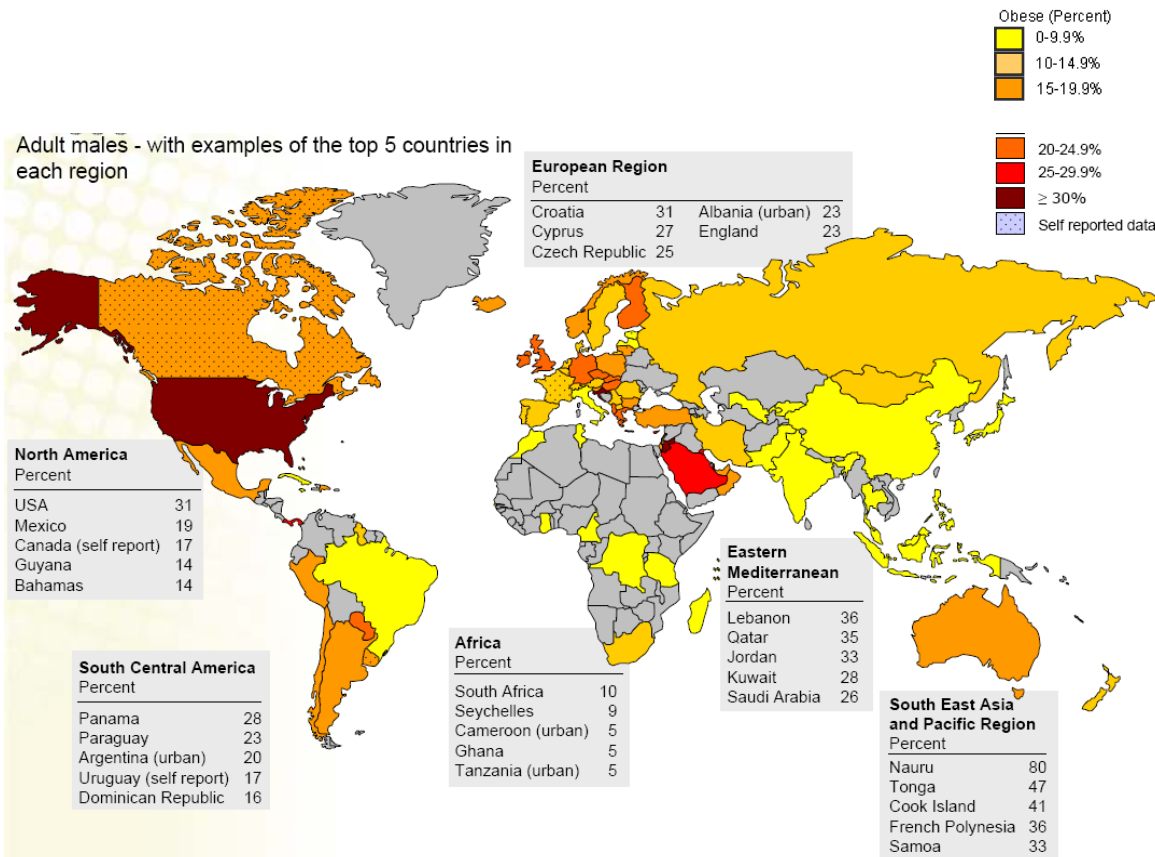 Obese (Percent)
0-9.9%
10-14.9%
15-19.9%
20-24.9%
25-29.9%
≥ 30%
Self reported data
Adult males - with examples of the top 5 countries in
each region
European Region
Percent
Croatia 31 Albania (urban) 23
Cyprus 27 England 23
Czech Republic 25
North America
Percent
USA 31
Mexico 19
Canada (self report) 17
Guyana 14
Bahamas 14
South Central America
Percent
Panama 28
Paraguay 23
Argentina (urban) 20
Uruguay (self report) 17
Dominican Republic 16
Africa
Percent
South Africa 10
Seychelles 9
Cameroon (urban) 5
Ghana 5
Tanzania (urban) 5
Eastern
Mediterranean
Percent
Lebanon 36
Qatar 35
Jordan 33
Kuwait 28
Saudi Arabia 26
South East Asia
and Pacific Region
Percent
Nauru 80
Tonga 47
Cook Island 41
French Polynesia 36
Samoa 33